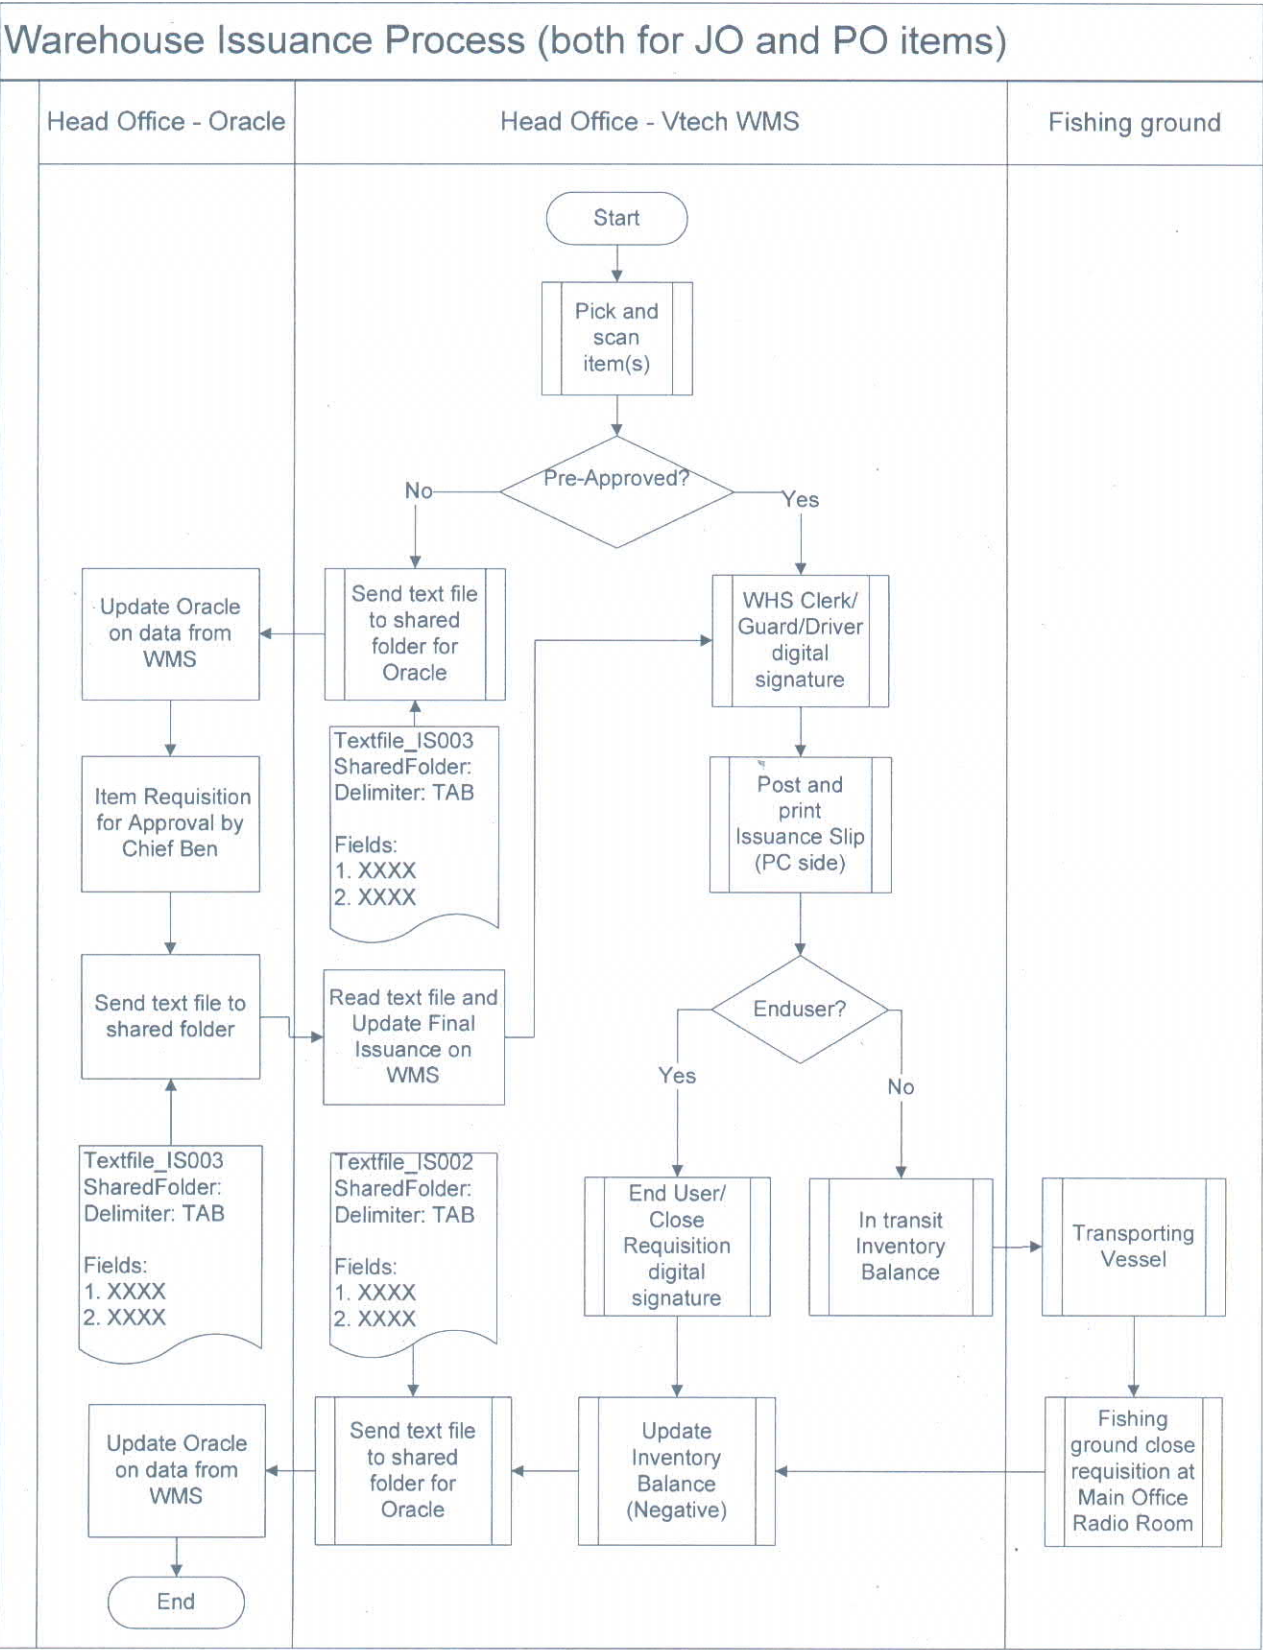 Warehouse Issuance Process (both for JO and PO items)
Head Office - Oracle
Head Office - Vtech WMS
Fishing ground
Start
Pick and
scan
item(s)
Pre-Approved?
No
Yes
Update Oracle
on data from
WMS
Send text file
to shared
folder for
Oracle
WHS Clerk/
Guard/Driver
digital
signature
Textfile_IS003
SharedFolder:
Delimiter: TAB
Fields:
1. XXXX
2. XXXX
Item Requisition
for Approval by
Chief Ben
Post and
print
Issuance Slip
(PC side)
Send text file to
shared folder
Read text file and
Update Final
Issuance on
WMS
Enduser?
Yes
No
Textfile_IS003
SharedFolder:
Delimiter: TAB
Fields:
1. XXXX
2. XXXX
Textfile_IS002
SharedFolder:
Delimiter: TAB
Fields:
1. XXXX
2. XXXX
End User/
Close
Requisition
digital
signature
In transit
Inventory
Balance
Transporting
Vessel
Update Oracle
on data from
WMS
Send text file
to shared
folder for
Oracle
Update
Inventory
Balance
(Negative)
Fishing
ground close
requisition at
Main Office
Radio Room
End